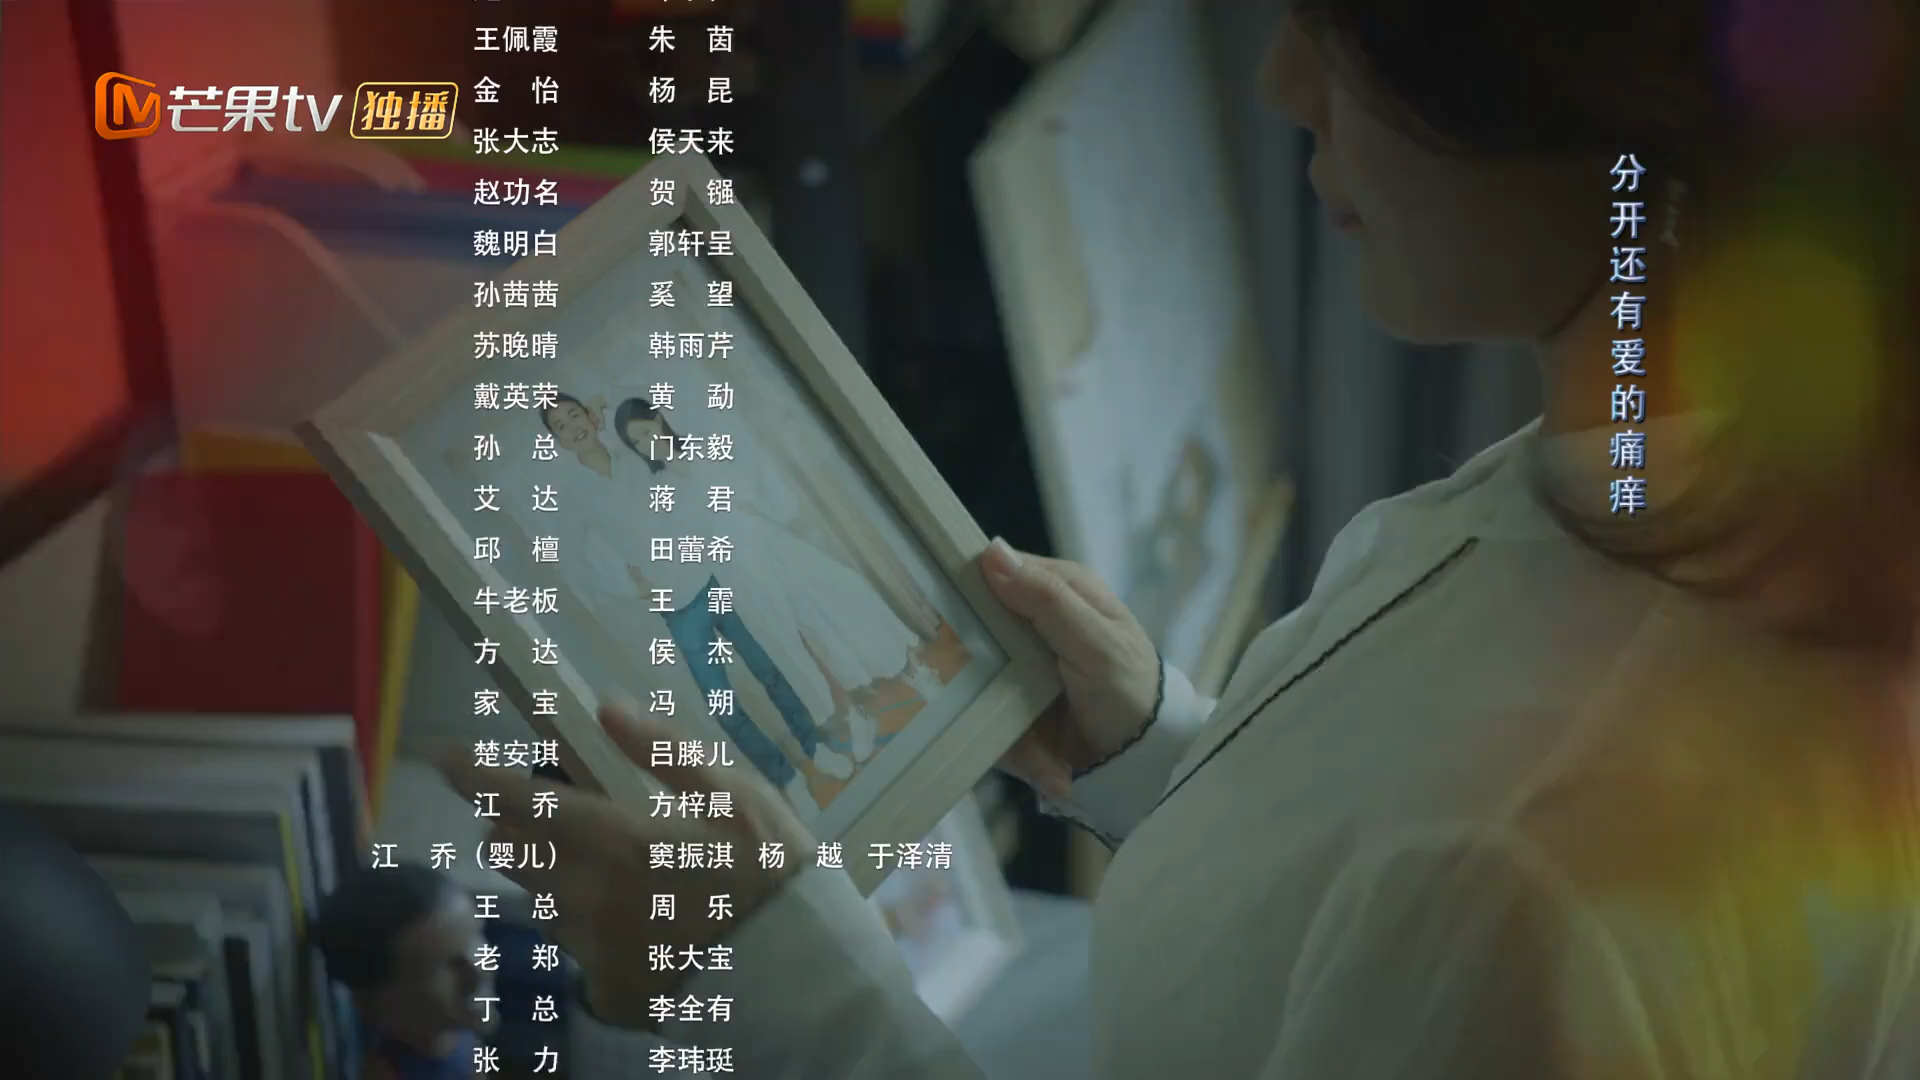 王佩霞 朱 茵
芒果tv 独播
金 怡 杨 昆
张大志 侯天来
赵功名 贺 镪
魏明白 郭轩呈
孙茜茜 奚 望
苏晚晴 韩雨芹
戴英荣 黄 勐
孙 总 门东毅
艾 达 蒋 君
邱 檀 田蕾希
牛老板 王 霏
方 达 侯 杰
家 宝 冯 朔
楚安琪 吕滕儿
江 乔 方梓晨
江 乔（婴儿） 窦振淇 杨 越 于泽清
王 总 周 乐
老 郑 张大宝
丁 总 李全有
张 力 李玮珽
分开还有爱的痛痒